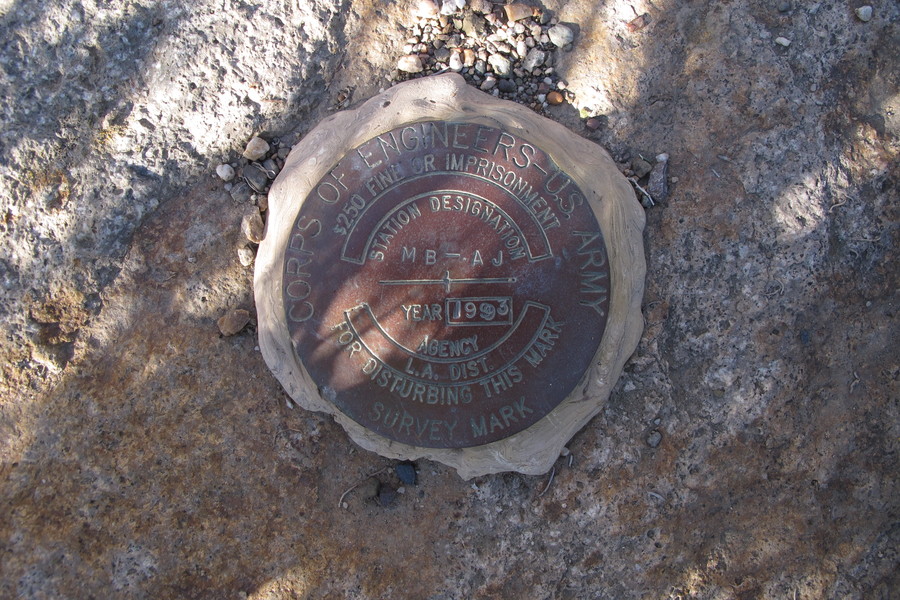 CORPS OF ENGINEERS-U.S. ARMY
$250 FINE OR IMPRISONMENT
STATION DESIGNATION
MB-AJ
YEAR 1993
AGENCY
L.A. DIST.
FOR DISTURBING THIS MARK
SURVEY MARK